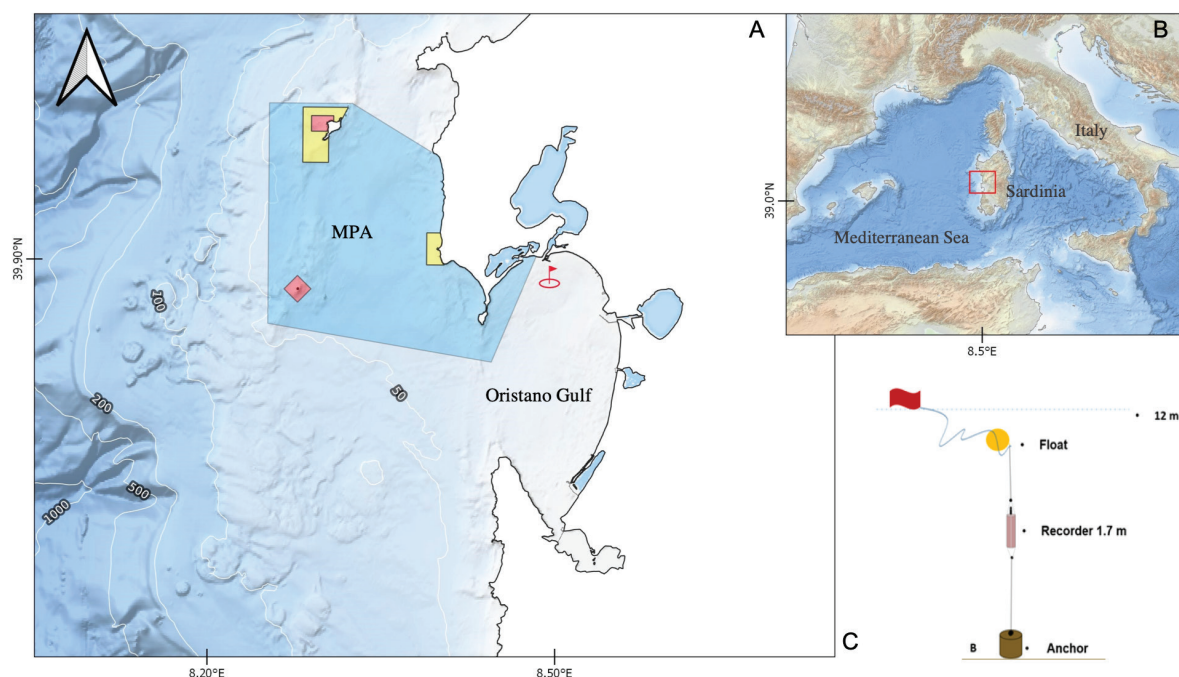 A
MPA
Oristano Gulf
39.90°N
100
200
50
500
1000
8.20°E
8.50°E
B
Italy
Sardinia
Mediterranean Sea
39.0°N
8.5°E
12 m
Float
Recorder 1.7 m
B
Anchor
C